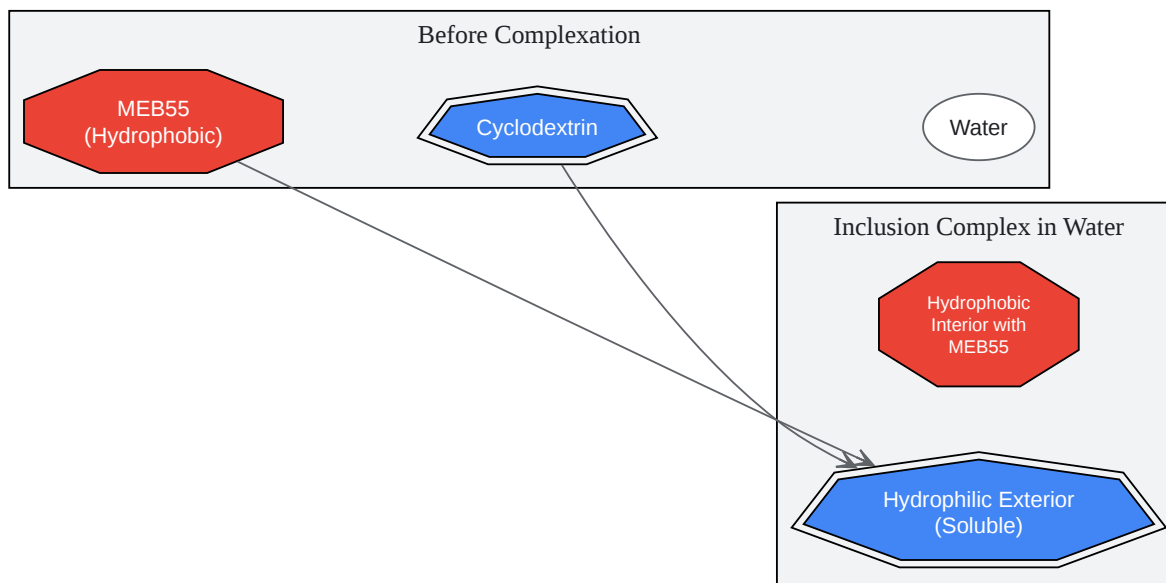 Before Complexation
MEB55
(Hydrophobic)
Cyclodextrin
Water
Inclusion Complex in Water
Hydrophobic
Interior with
MEB55
Hydrophilic Exterior
(Soluble)